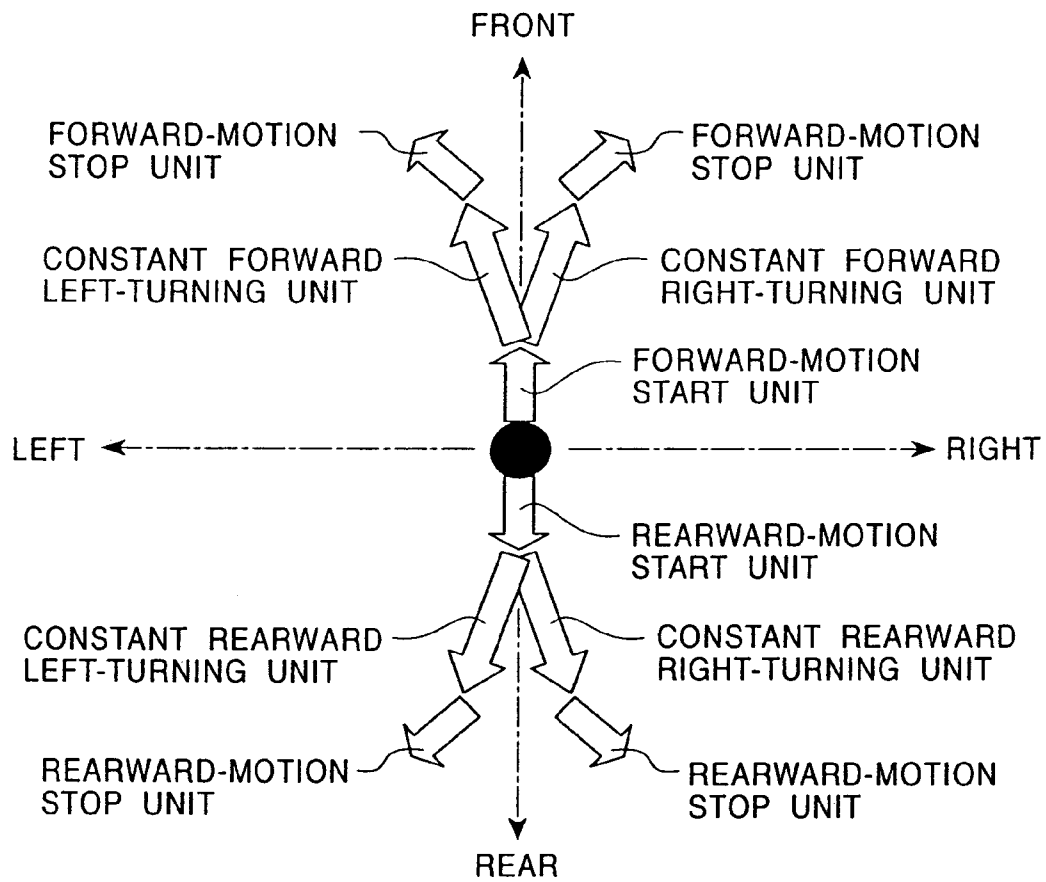 FRONT
FORWARD-MOTION
STOP UNIT
FORWARD-MOTION
STOP UNIT
CONSTANT FORWARD
LEFT-TURNING UNIT
CONSTANT FORWARD
RIGHT-TURNING UNIT
FORWARD-MOTION
START UNIT
LEFT
RIGHT
REARWARD-MOTION
START UNIT
CONSTANT REARWARD
LEFT-TURNING UNIT
CONSTANT REARWARD
RIGHT-TURNING UNIT
REARWARD-MOTION
STOP UNIT
REARWARD-MOTION
STOP UNIT
REAR